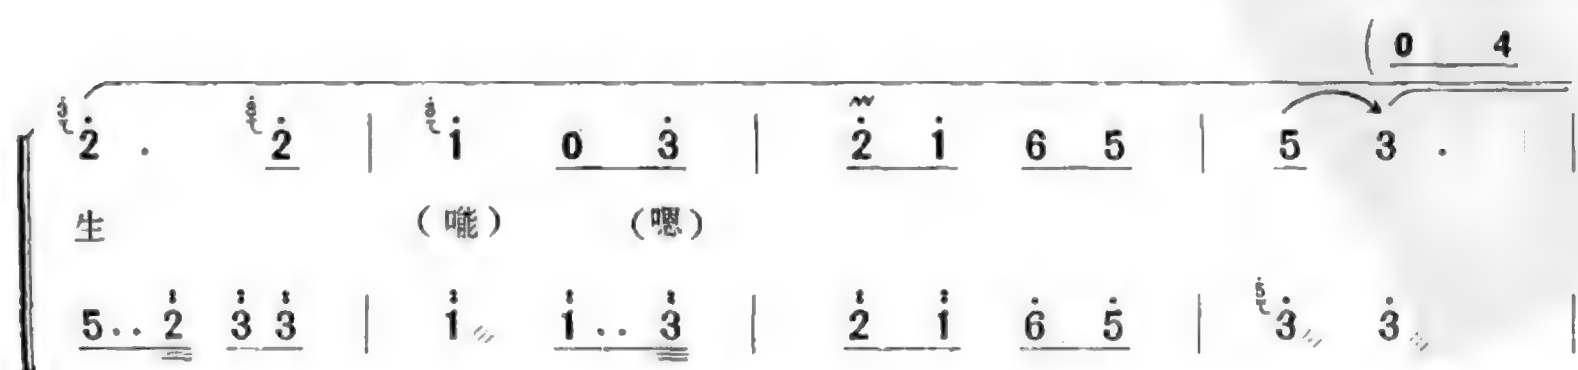 (0 4
2̇ . 2̇ | 1̇ 0 3̇ | 2̇ 1̇ 6 5 | 5 3 . |
生 (咙) (嗯)
5 . . 2̈ 3̈ 3̈ | 1̈ 1̈ . . 3̈ | 2̈ 1̈ 6̇ 5̇ | 3̇ 3̇ |